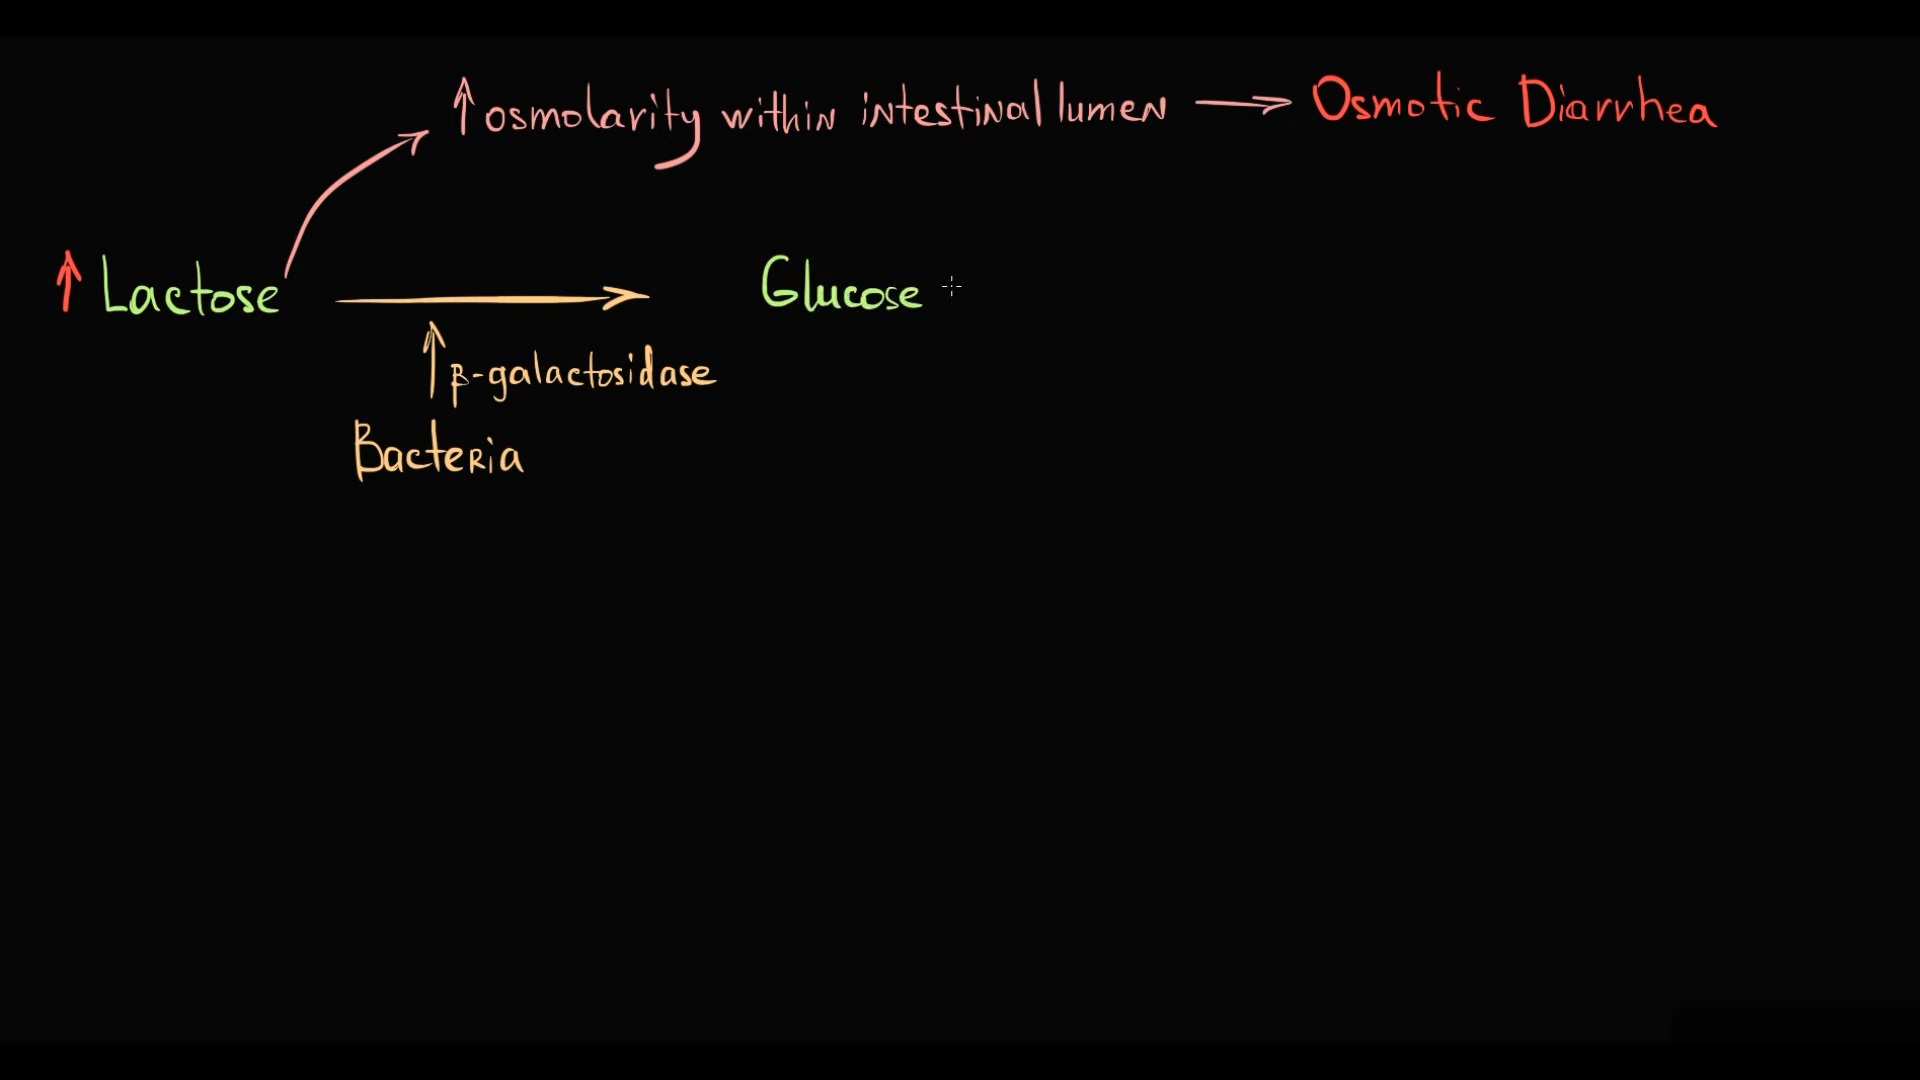 ↑ osmolarity within intestinal lumen → Osmotic Diarrhea
↑ Lactose → Glucose
↑ β-galactosidase
Bacteria